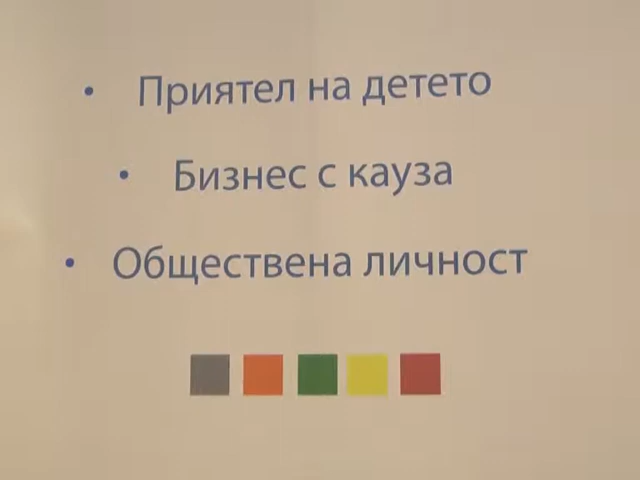 • Приятел на детето
• Бизнес с кауза
• Обществена личност